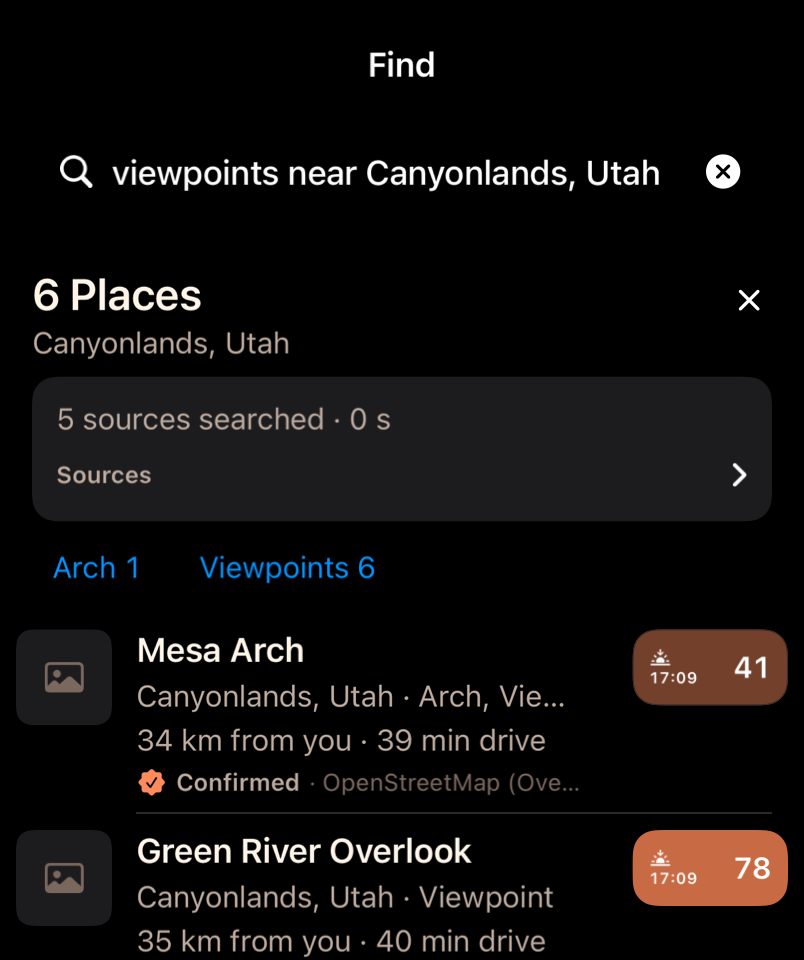 Find
viewpoints near Canyonlands, Utah
6 Places
Canyonlands, Utah
5 sources searched · 0 s
Sources
Arch 1
Viewpoints 6
Mesa Arch
Canyonlands, Utah · Arch, Vie...
34 km from you · 39 min drive
Confirmed · OpenStreetMap (Ove...
17:09
41
Green River Overlook
Canyonlands, Utah · Viewpoint
35 km from you · 40 min drive
17:09
78